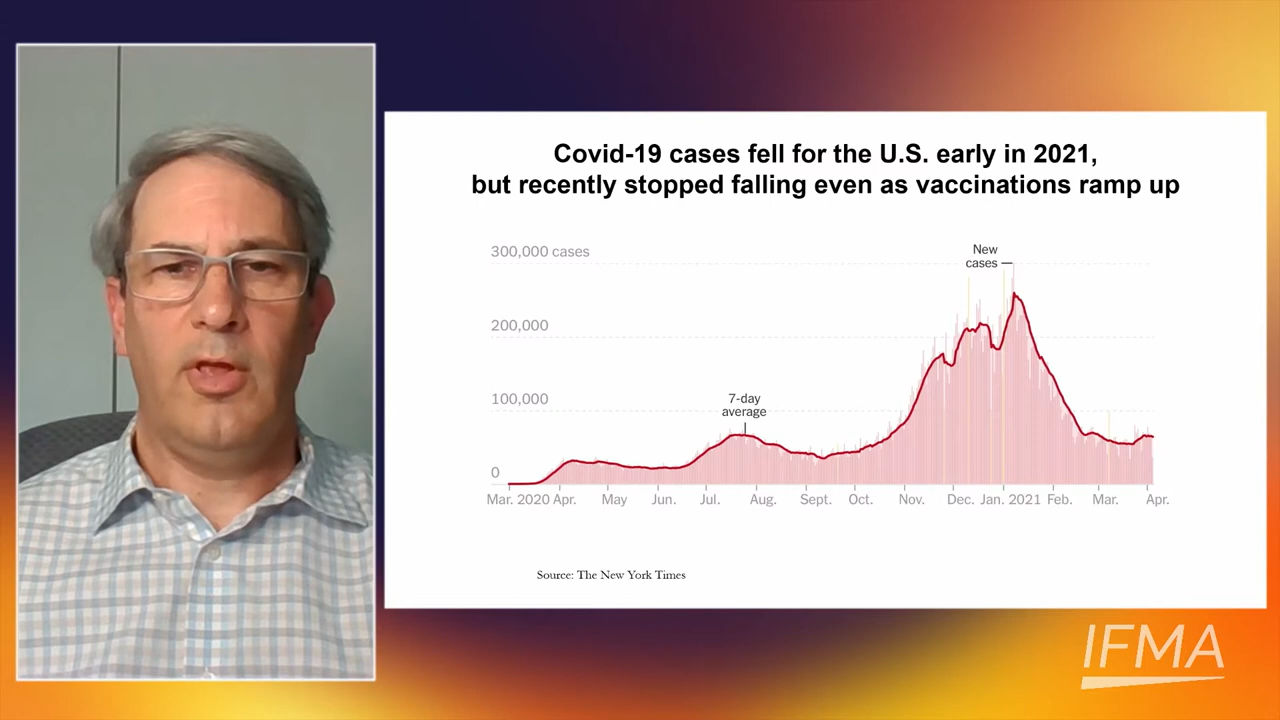 Covid-19 cases fell for the U.S. early in 2021,
but recently stopped falling even as vaccinations ramp up
300,000 cases
New
cases
200,000
100,000
7-day
average
0
Mar. 2020 Apr. May Jun. Jul. Aug. Sept. Oct. Nov. Dec. Jan. 2021 Feb. Mar. Apr.
Source: The New York Times
IFMA